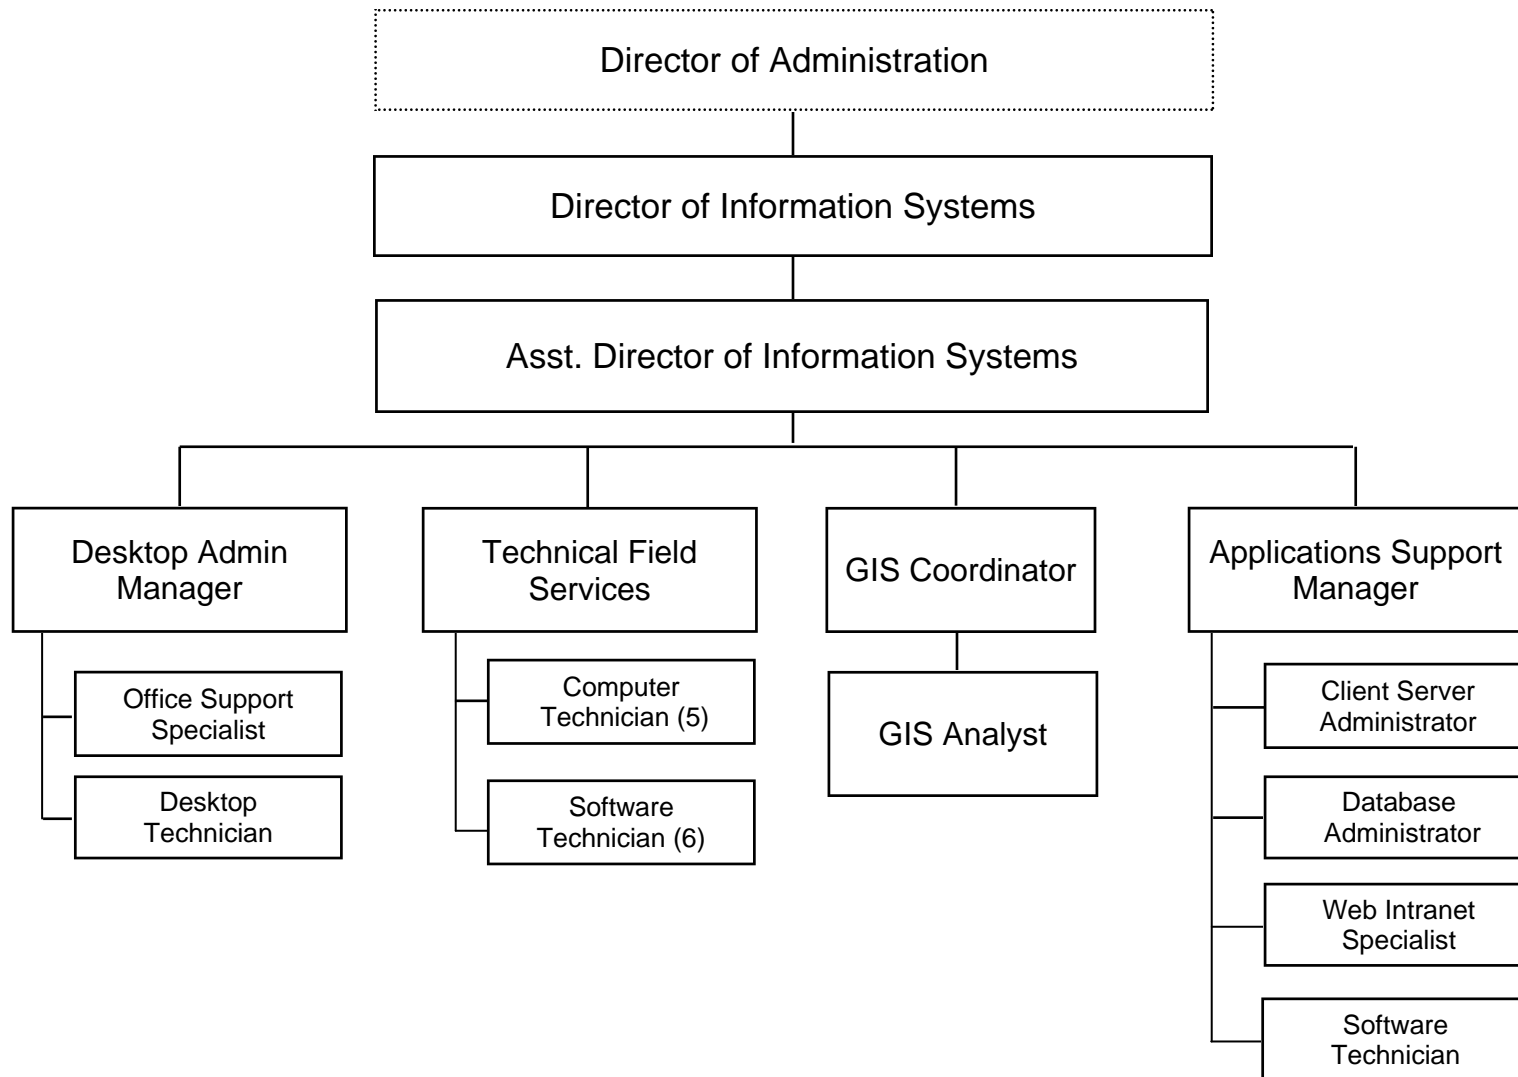 Director of Administration
Director of Information Systems
Asst. Director of Information Systems
Desktop Admin
Manager
Office Support
Specialist
Desktop
Technician
Technical Field
Services
Computer
Technician (5)
Software
Technician (6)
GIS Coordinator
GIS Analyst
Applications Support
Manager
Client Server
Administrator
Database
Administrator
Web Intranet
Specialist
Software
Technician